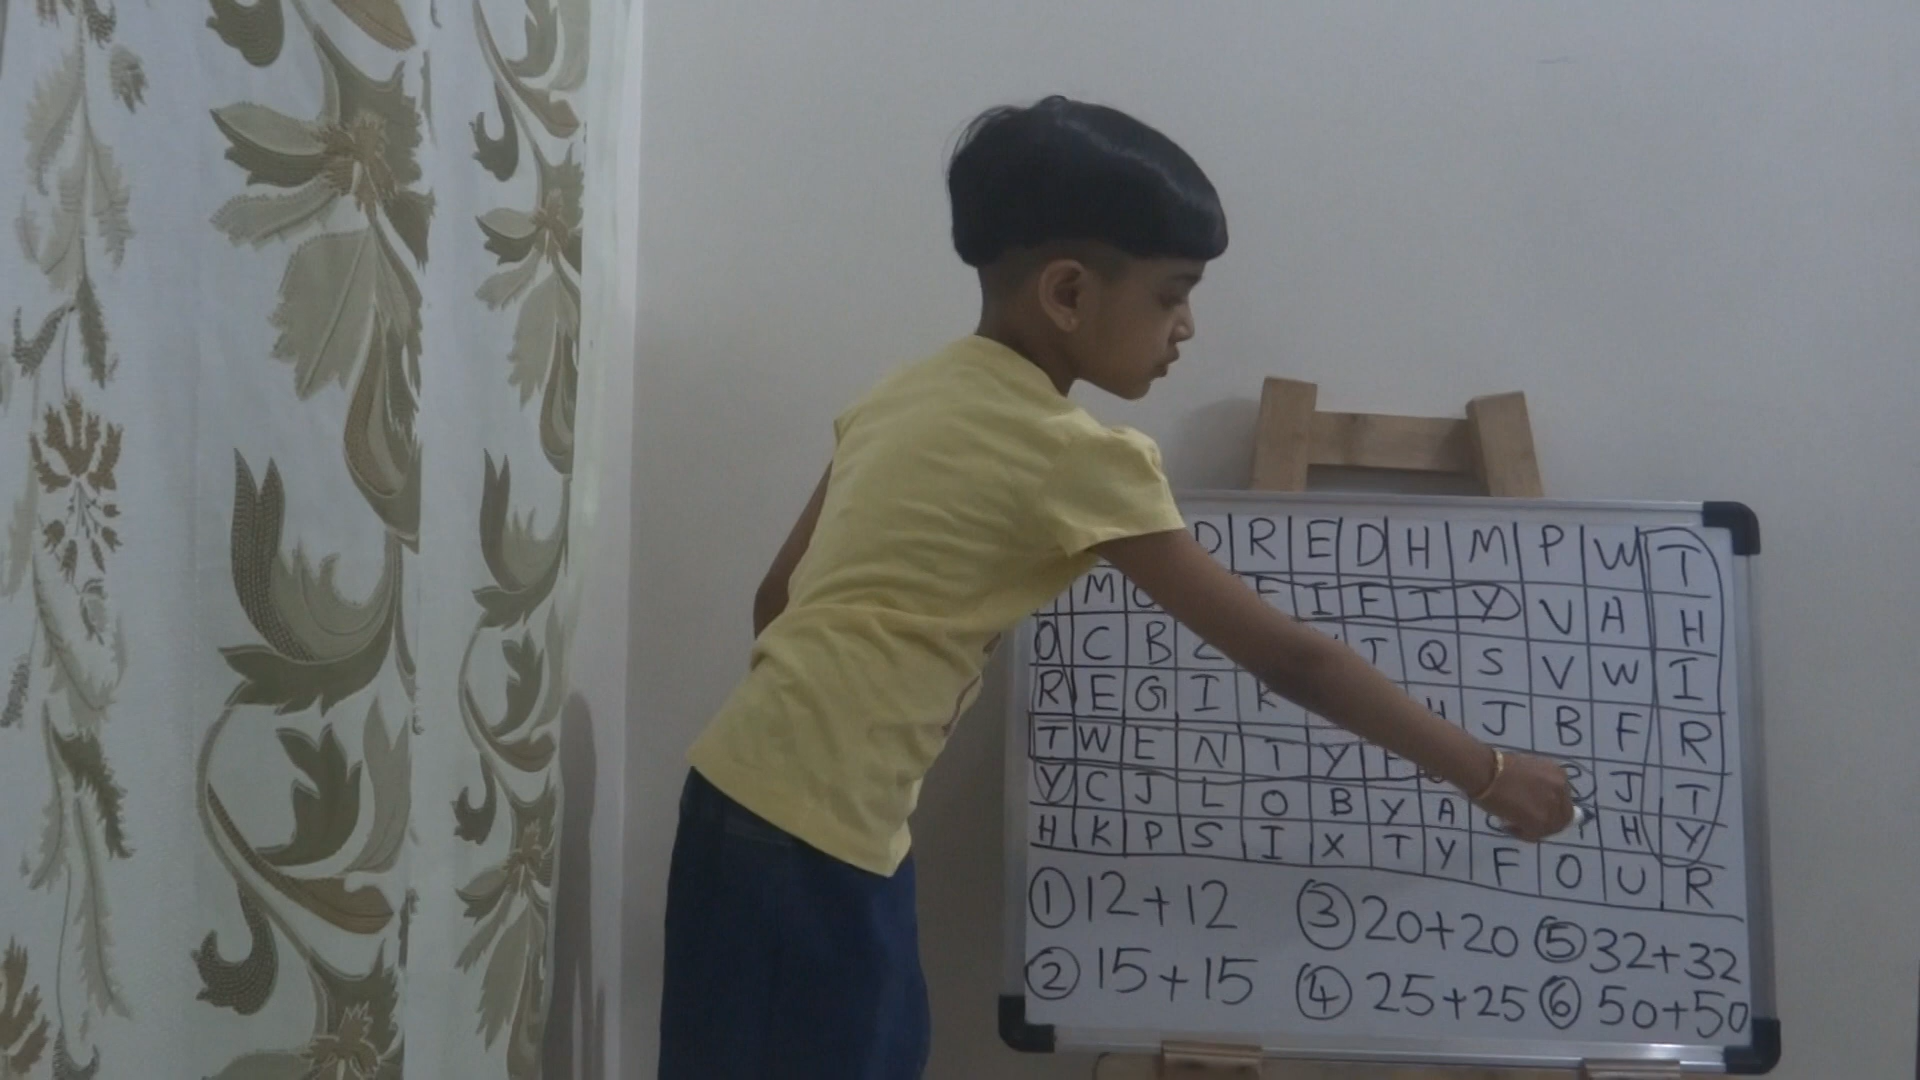 D R E D H M P W T
M F I F T Y V A H
O C B Q S V W I
R E G I K H J B F R
T W E N T Y F R J T
Y C J L O B Y A H Y
H K P S I X T Y F O U R
① 12+12 ③ 20+20 ⑤ 32+32
② 15+15 ④ 25+25 ⑥ 50+50